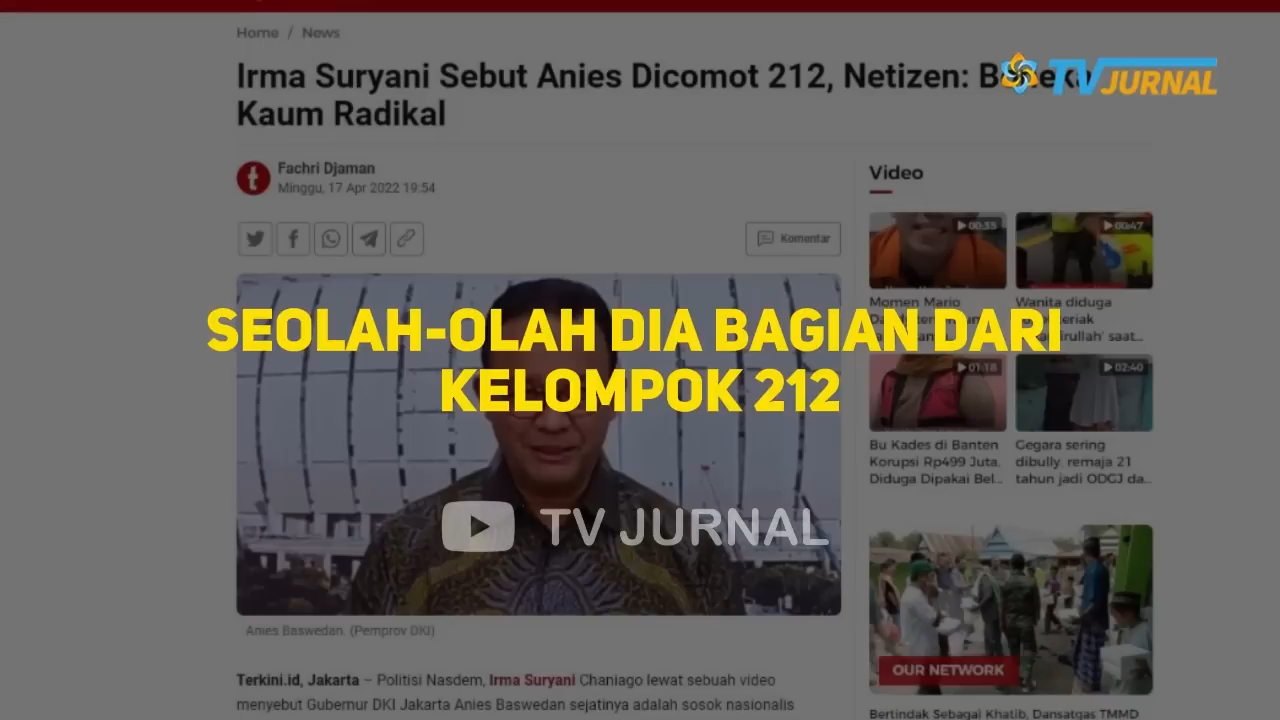 Home / News
Irma Suryani Sebut Anies Dicomot 212, Netizen:
Kaum Radikal
TV JURNAL
Fachri Djaman
Minggu, 17 Apr 2022 19:54
Komentar
SEOLAH-OLAH DIA BAGIAN DARI
KELOMPOK 212
TV JURNAL
Anies Baswedan. (Pemprov DKI)
Terkini.id, Jakarta – Politisi Nasdem, Irma Suryani Chaniago lewat sebuah video
menyebut Gubernur DKI Jakarta Anies Baswedan sejatinya adalah sosok nasionalis
Video
00:35
00:47
Momen Mario
Wanita diduga
saat...
01:18
02:40
Bu Kades di Banten
Korupsi Rp499 Juta,
Diduga Dipakai Bel...
Gegara sering
dibully, remaja 21
tahun jadi ODGJ da...
OUR NETWORK
Bertindak Sebagai Khatib, Dansatgas TMMD